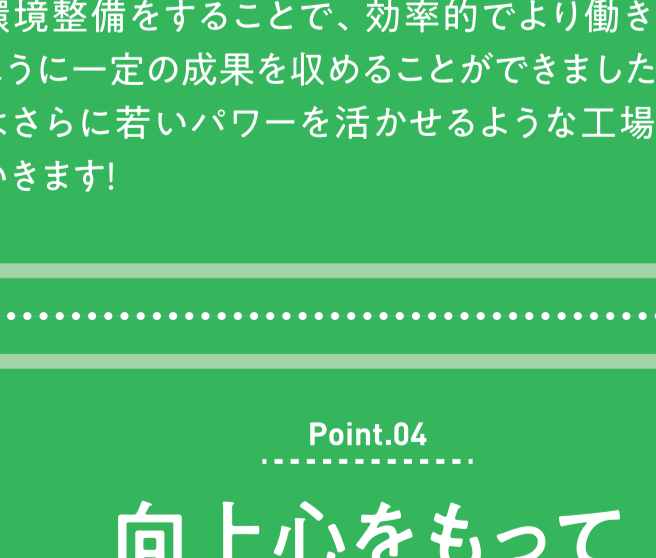 環境整備をすることで、効率的でより働き
ように一定の成果を収めることができました
はさらに若いパワーを活かせるような工場
いきます!
Point.04
向上心をもって